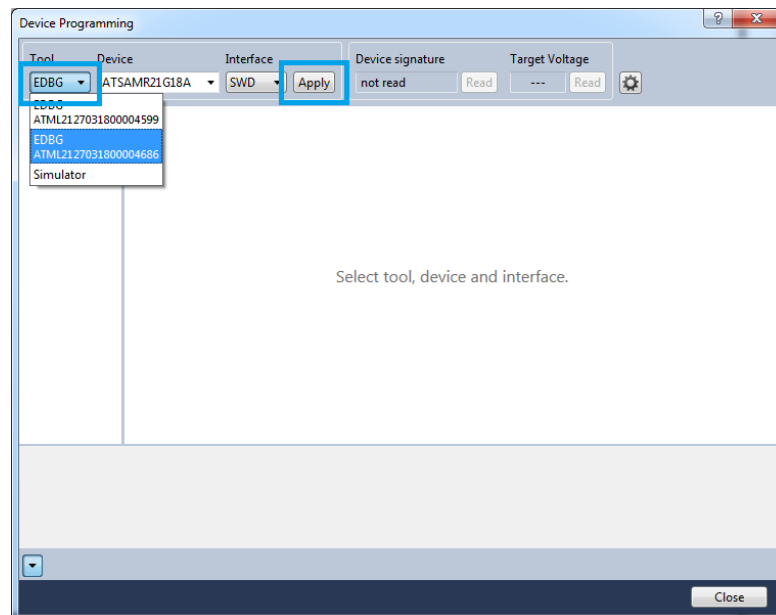 Device Programming
Tool Device Interface Device signature Target Voltage
EDBG ATSAMR21G18A SWD Apply not read Read --- Read
EDBG
ATML2127031800004599
EDBG
ATML2127031800004686
Simulator
Select tool, device and interface.
Close